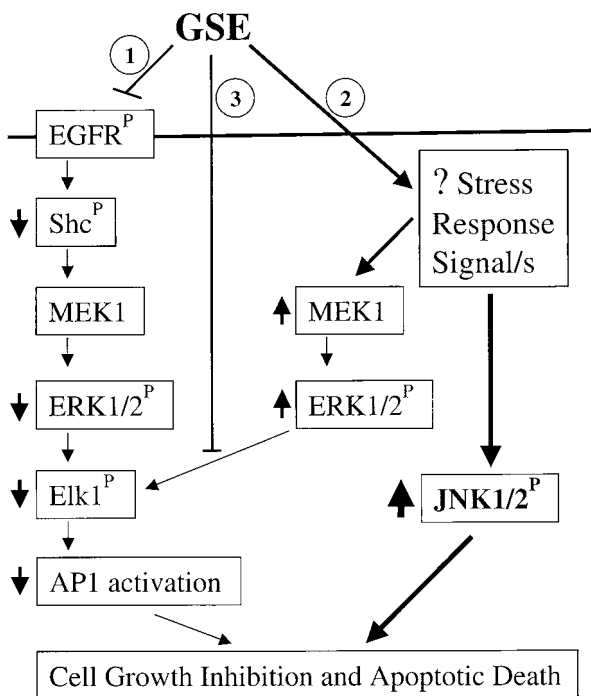 GSE
1
3
2
EGFR^P
? Stress
Response
Signal/s
Shc^P
MEK1
MEK1
ERK1/2^P
ERK1/2^P
Elk1^P
JNK1/2^P
AP1 activation
Cell Growth Inhibition and Apoptotic Death